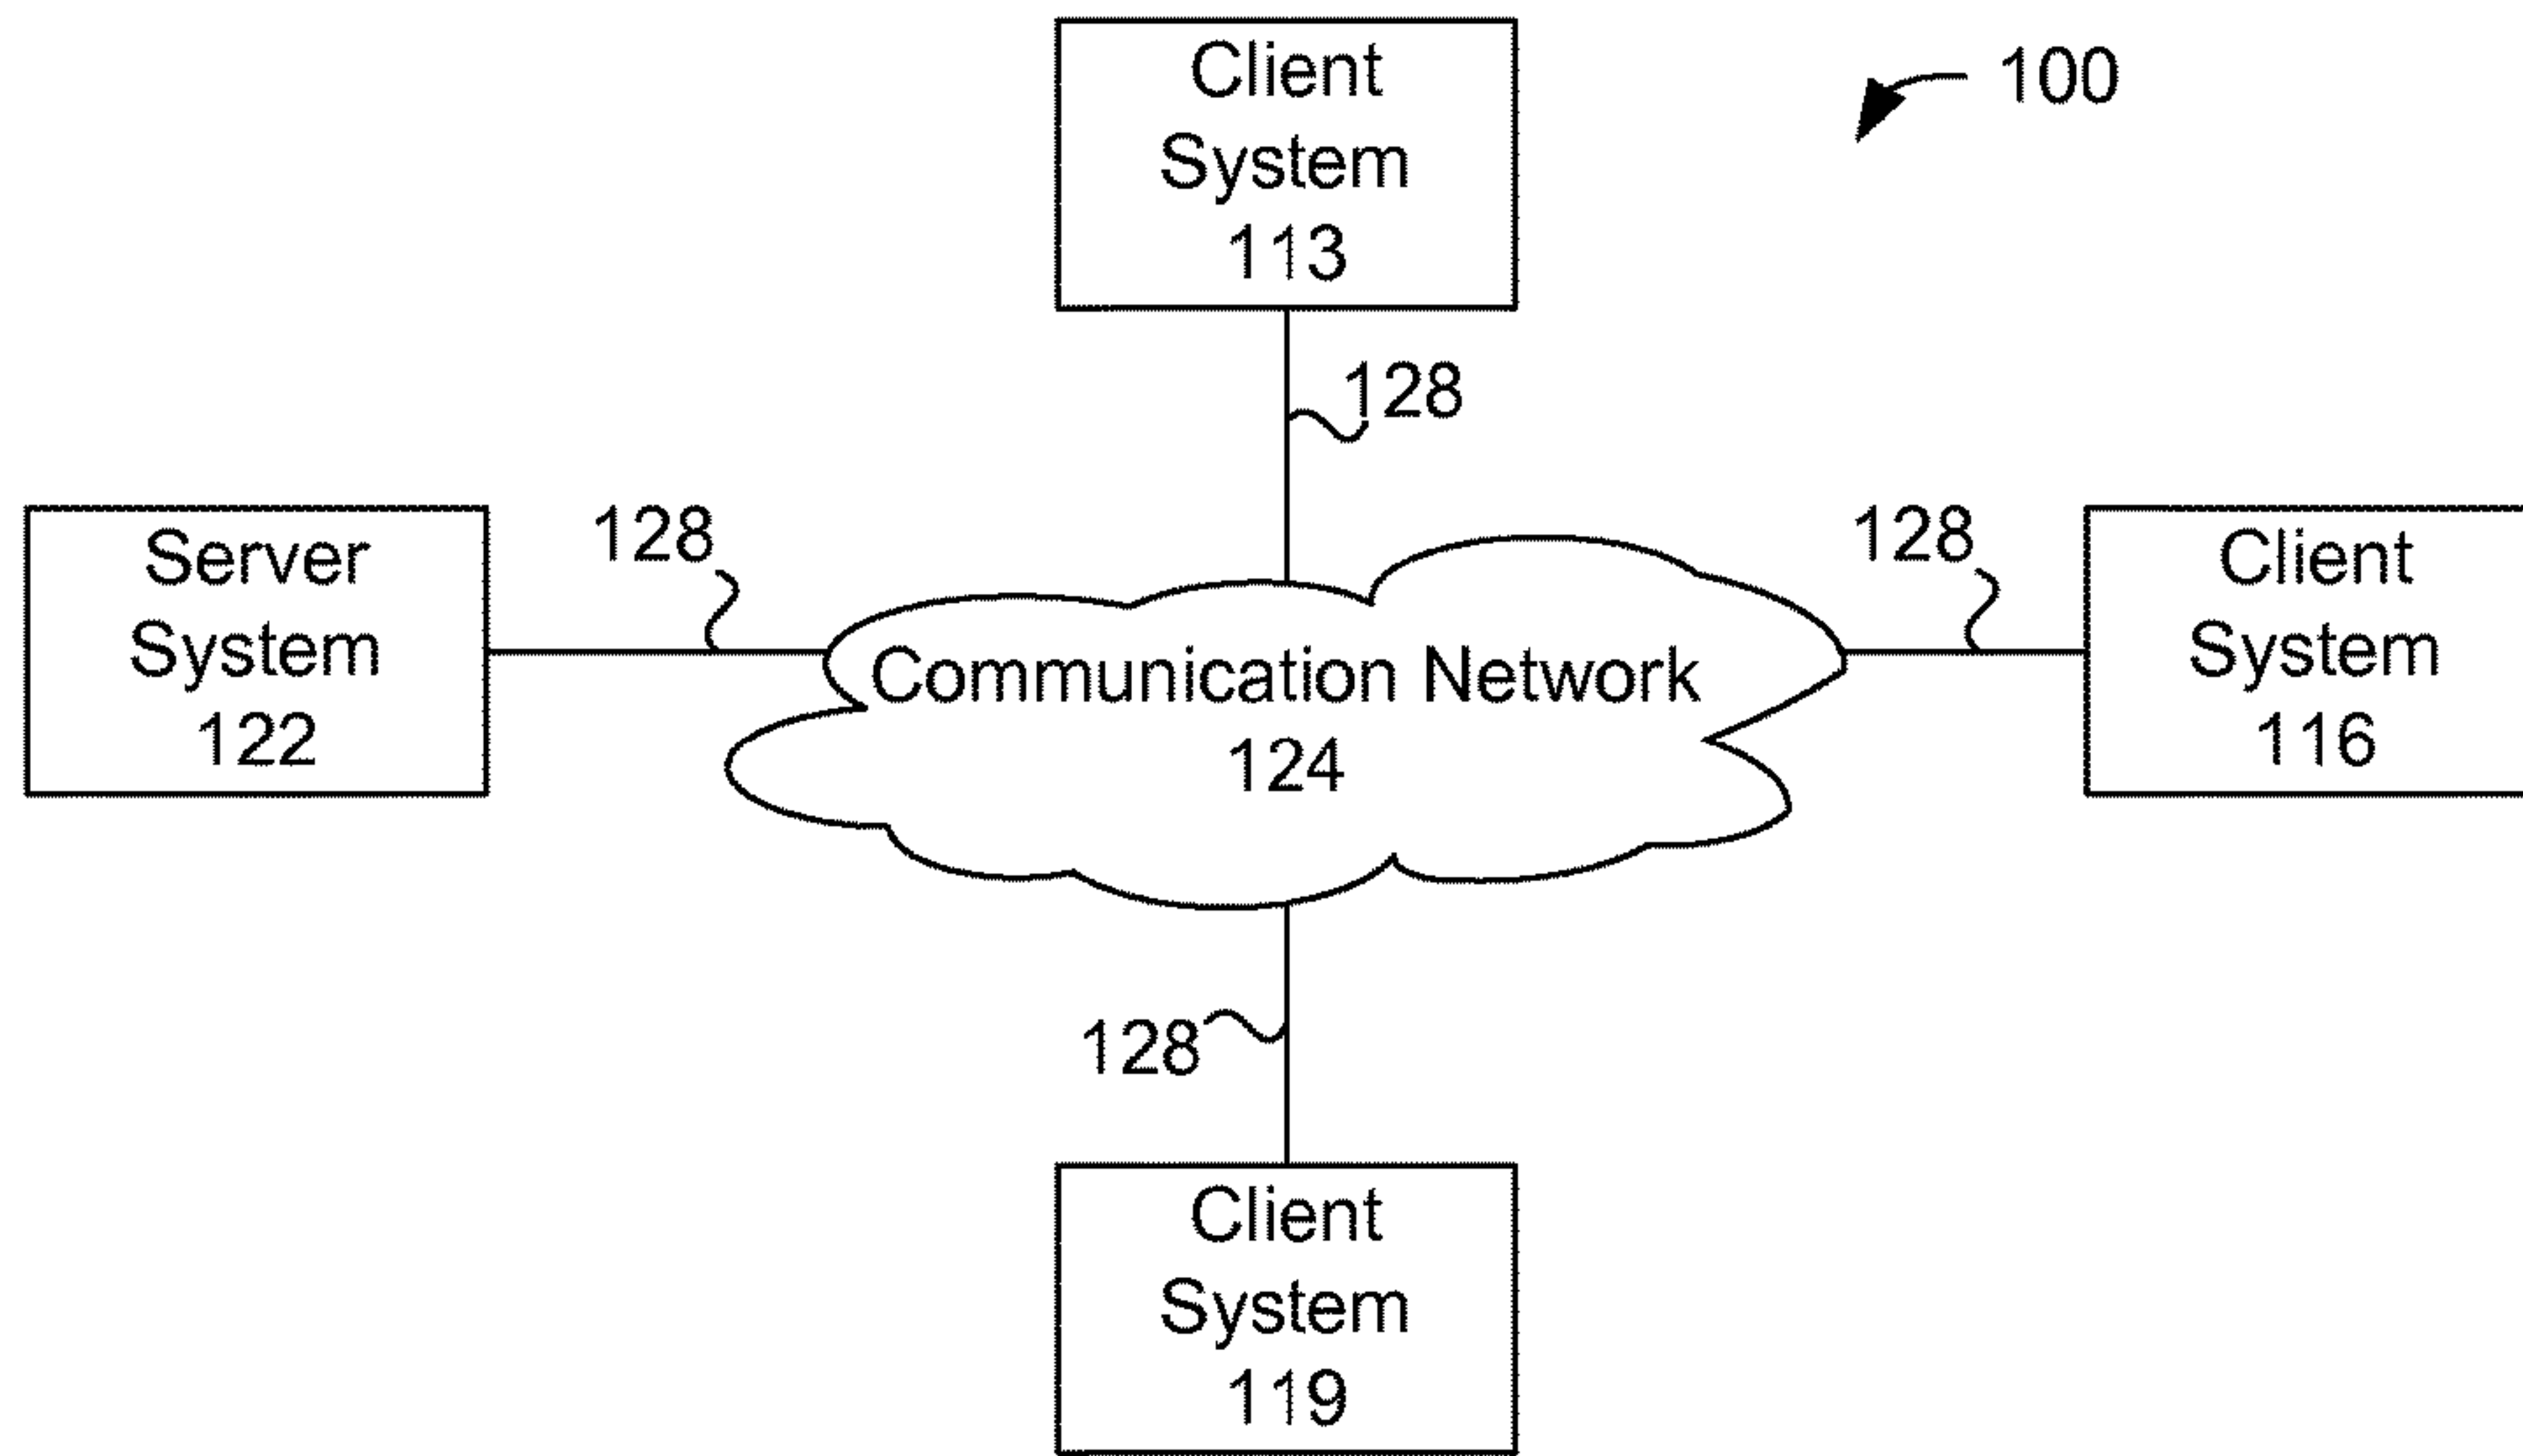 Client
System
113
100
128
Server
System
122
128
Communication Network
124
128
Client
System
116
128
Client
System
119